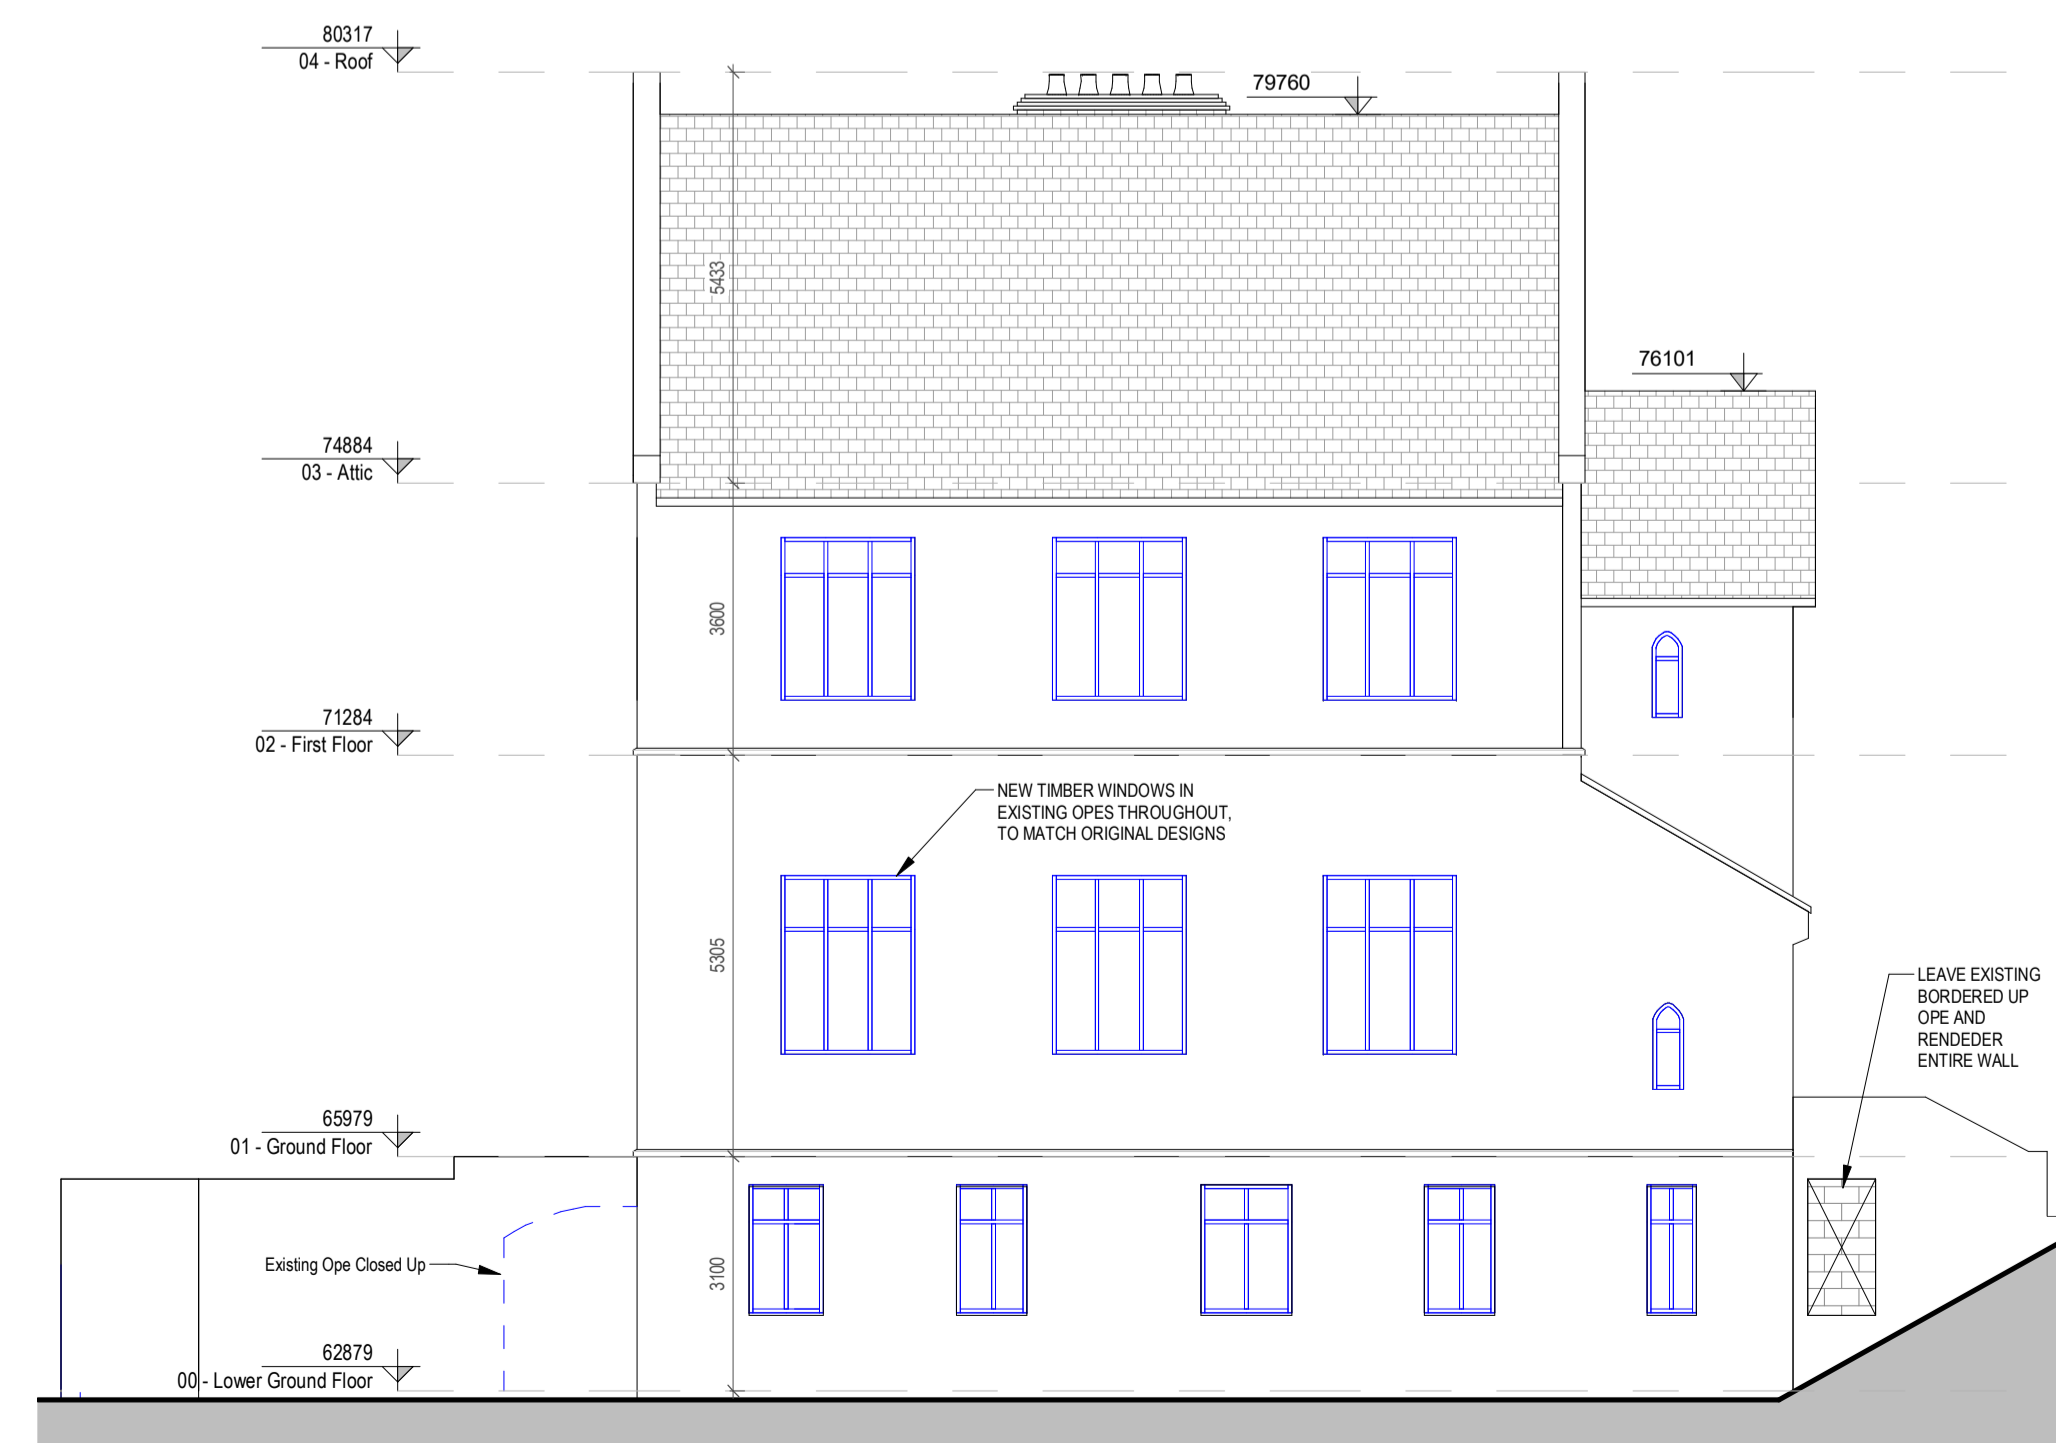 80317
04 - Roof
79760
5433
76101
74884
03 - Attic
3600
71284
02 - First Floor
NEW TIMBER WINDOWS IN
EXISTING OPES THROUGHOUT,
TO MATCH ORIGINAL DESIGNS
5305
LEAVE EXISTING
BORDERED UP
OPE AND
RENDEDER
ENTIRE WALL
65979
01 - Ground Floor
Existing Ope Closed Up
3100
62879
00 - Lower Ground Floor